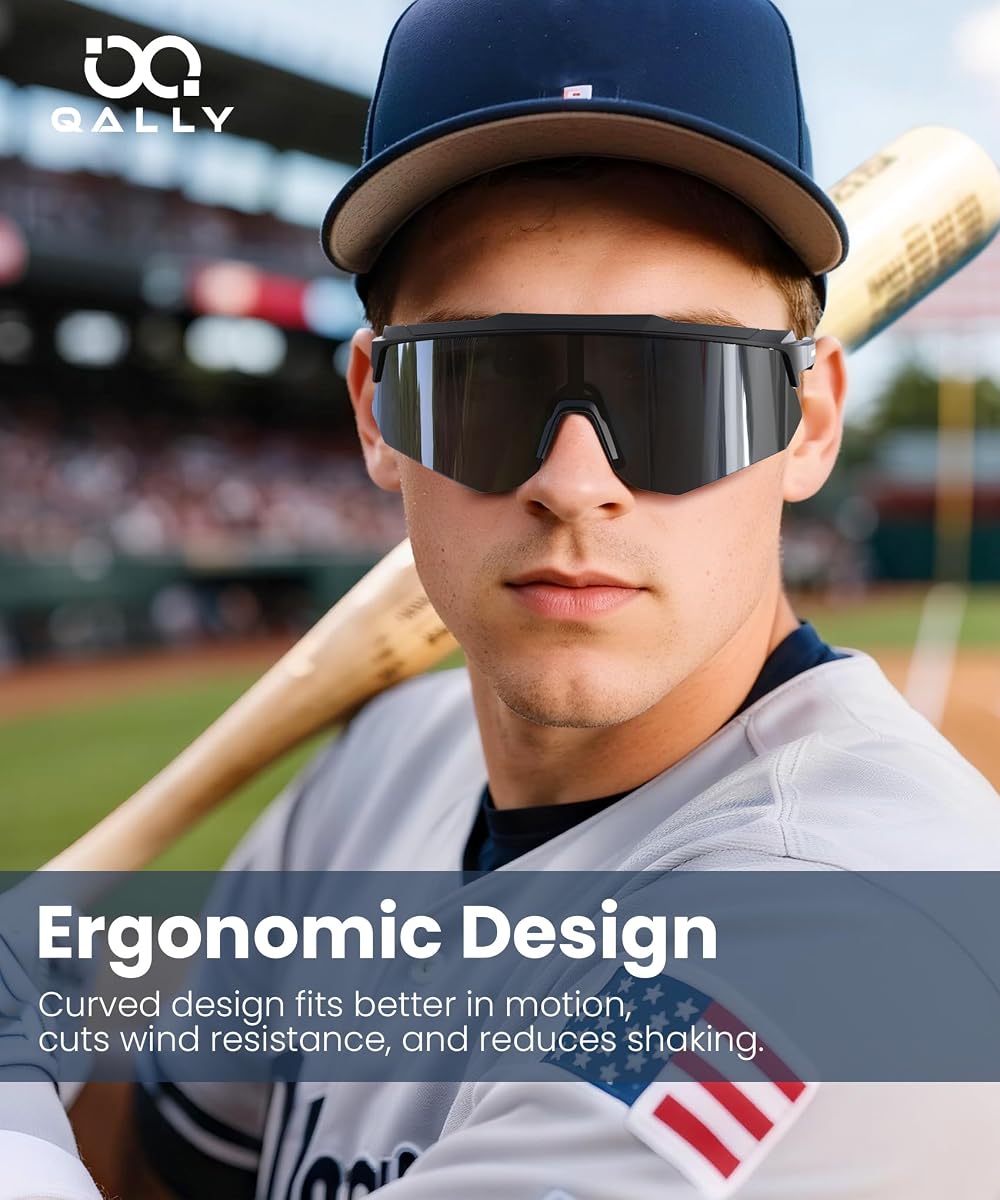 QALLY
Ergonomic Design
Curved design fits better in motion,
cuts wind resistance, and reduces shaking.